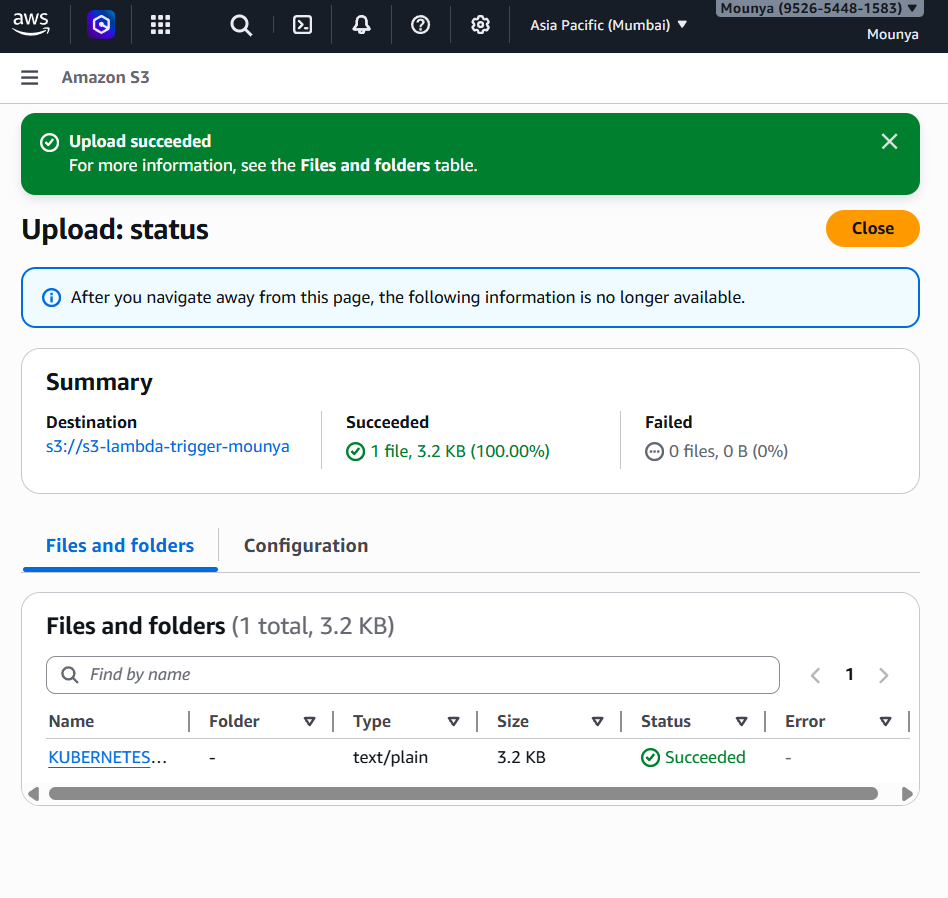 aws
Asia Pacific (Mumbai)
Mounya (9526-5448-1583)
Mounya
Amazon S3
Upload succeeded
For more information, see the Files and folders table.
Upload: status
Close
After you navigate away from this page, the following information is no longer available.
Summary
Destination
s3://s3-lambda-trigger-mounya
Succeeded
1 file, 3.2 KB (100.00%)
Failed
0 files, 0 B (0%)
Files and folders
Configuration
Files and folders (1 total, 3.2 KB)
Find by name
1
Name Folder Type Size Status Error
KUBERNETES... - text/plain 3.2 KB Succeeded -